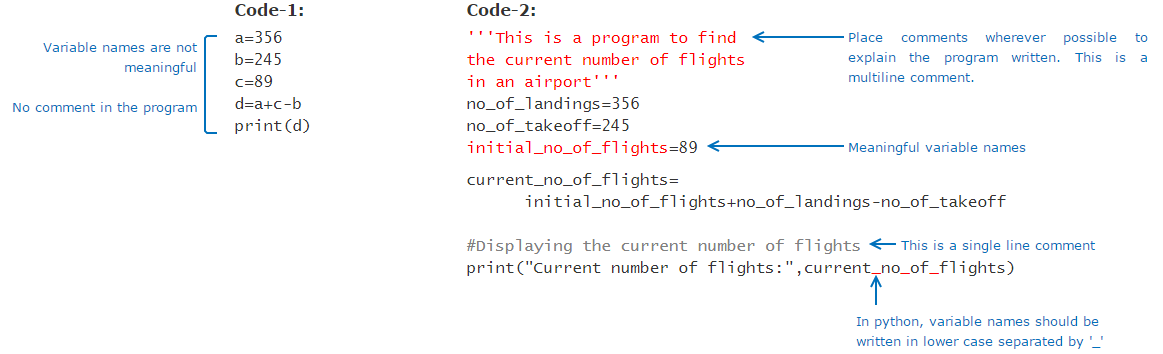 Code-1:
Variable names are not
meaningful
No comment in the program
a=356
b=245
c=89
d=a+c-b
print(d)
Code-2:
'''This is a program to find
the current number of flights
in an airport'''
no_of_landings=356
no_of_takeoff=245
initial_no_of_flights=89
current_no_of_flights=
initial_no_of_flights+no_of_landings-no_of_takeoff
#Displaying the current number of flights
print("Current number of flights:",current_no_of_flights)
Place comments wherever possible to
explain the program written. This is a
multiline comment.
Meaningful variable names
This is a single line comment
In python, variable names should be
written in lower case separated by '_'